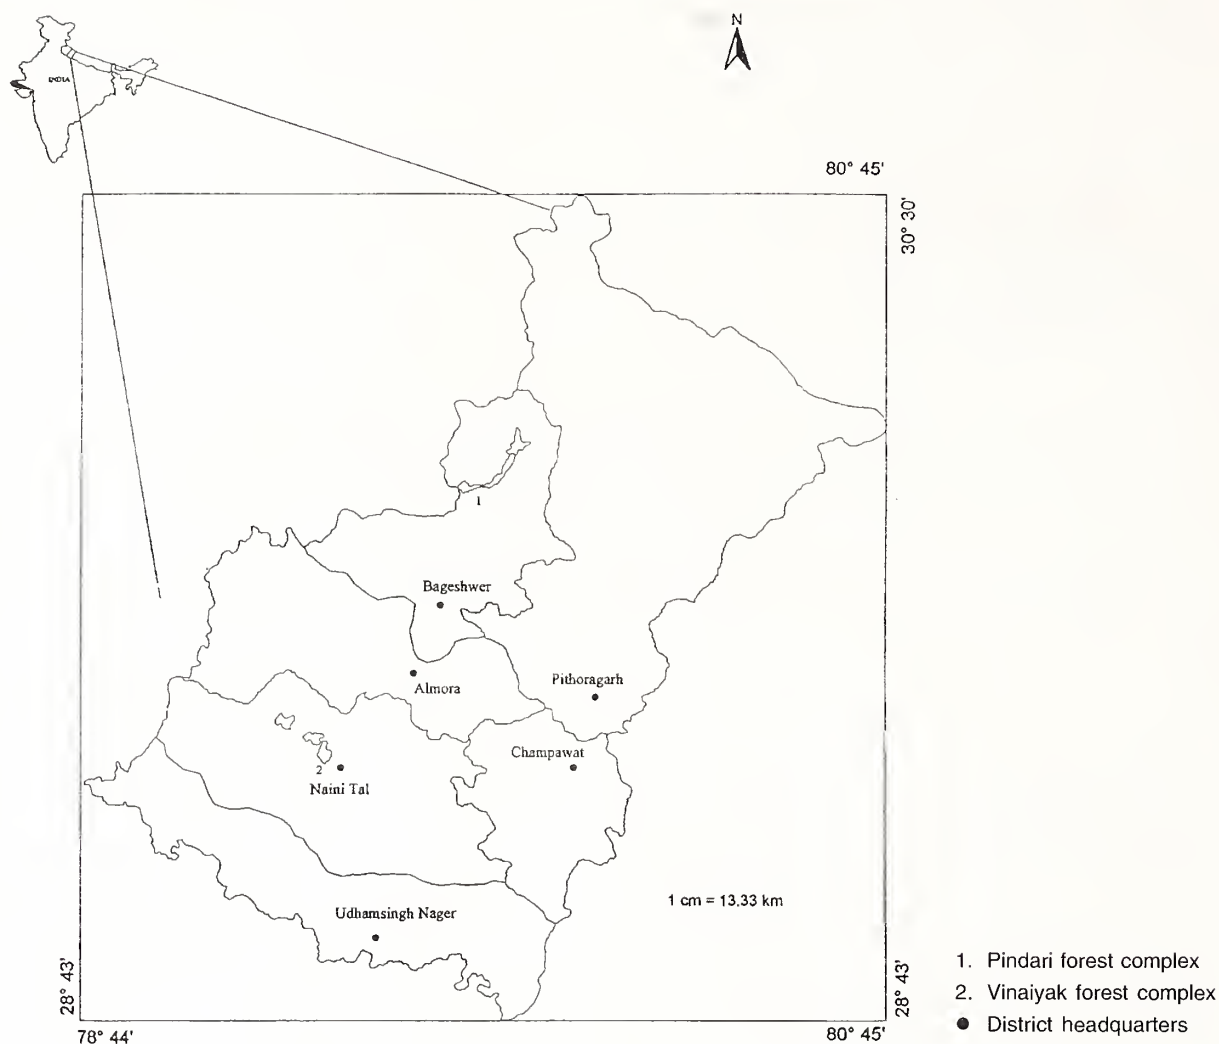 N
INDIA
80° 45'
30° 30'
1
Bageshwer
Almora
Pithoragarh
Champawat
2
Naini Tal
1 cm = 13.33 km
Udhamsingh Nager
28° 43'
28° 43'
78° 44'
80° 45'
1. Pindari forest complex
2. Vinaiyak forest complex
District headquarters